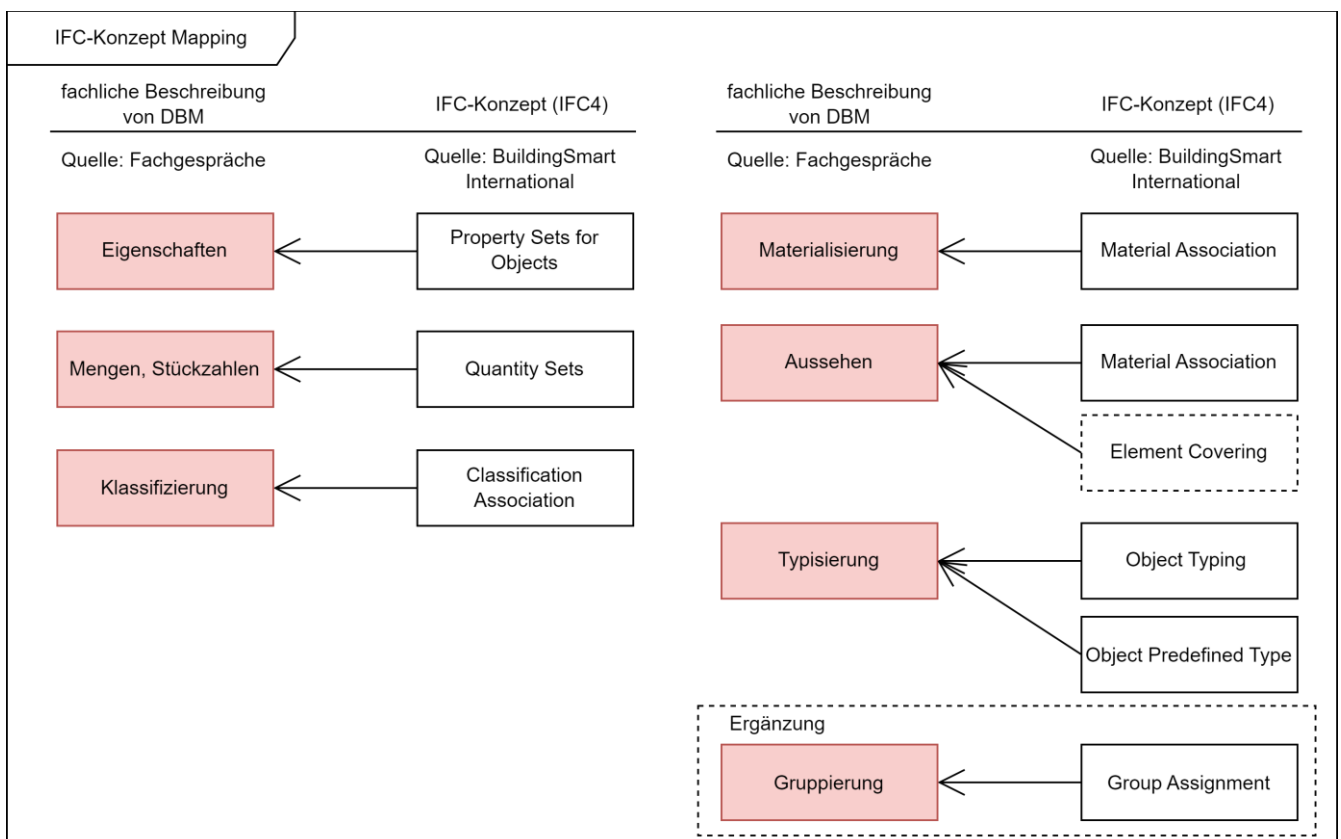 IFC-Konzept Mapping
fachliche Beschreibung
von DBM
IFC-Konzept (IFC4)
Quelle: Fachgespräche
Quelle: BuildingSmart
International
Eigenschaften
Property Sets for
Objects
Mengen, Stückzahlen
Quantity Sets
Klassifizierung
Classification
Association
fachliche Beschreibung
von DBM
IFC-Konzept (IFC4)
Quelle: Fachgespräche
Quelle: BuildingSmart
International
Materialisierung
Material Association
Aussehen
Material Association
Element Covering
Typisierung
Object Typing
Object Predefined Type
Ergänzung
Gruppierung
Group Assignment